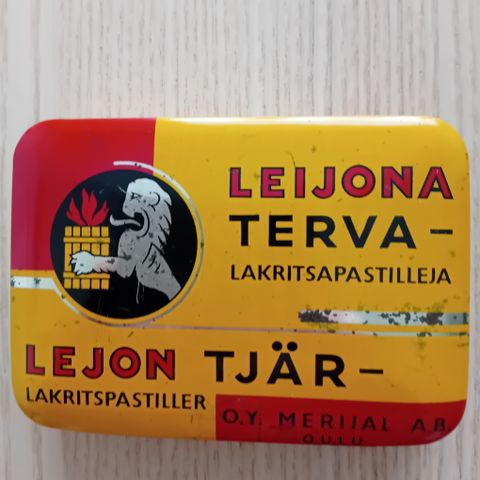 LEIJONA
TERVA–
LAKRITSAPASTILLEJA
LEJON TJÄR–
LAKRITSPASTILLER
O.Y. MERIJAL A.B.
OULU